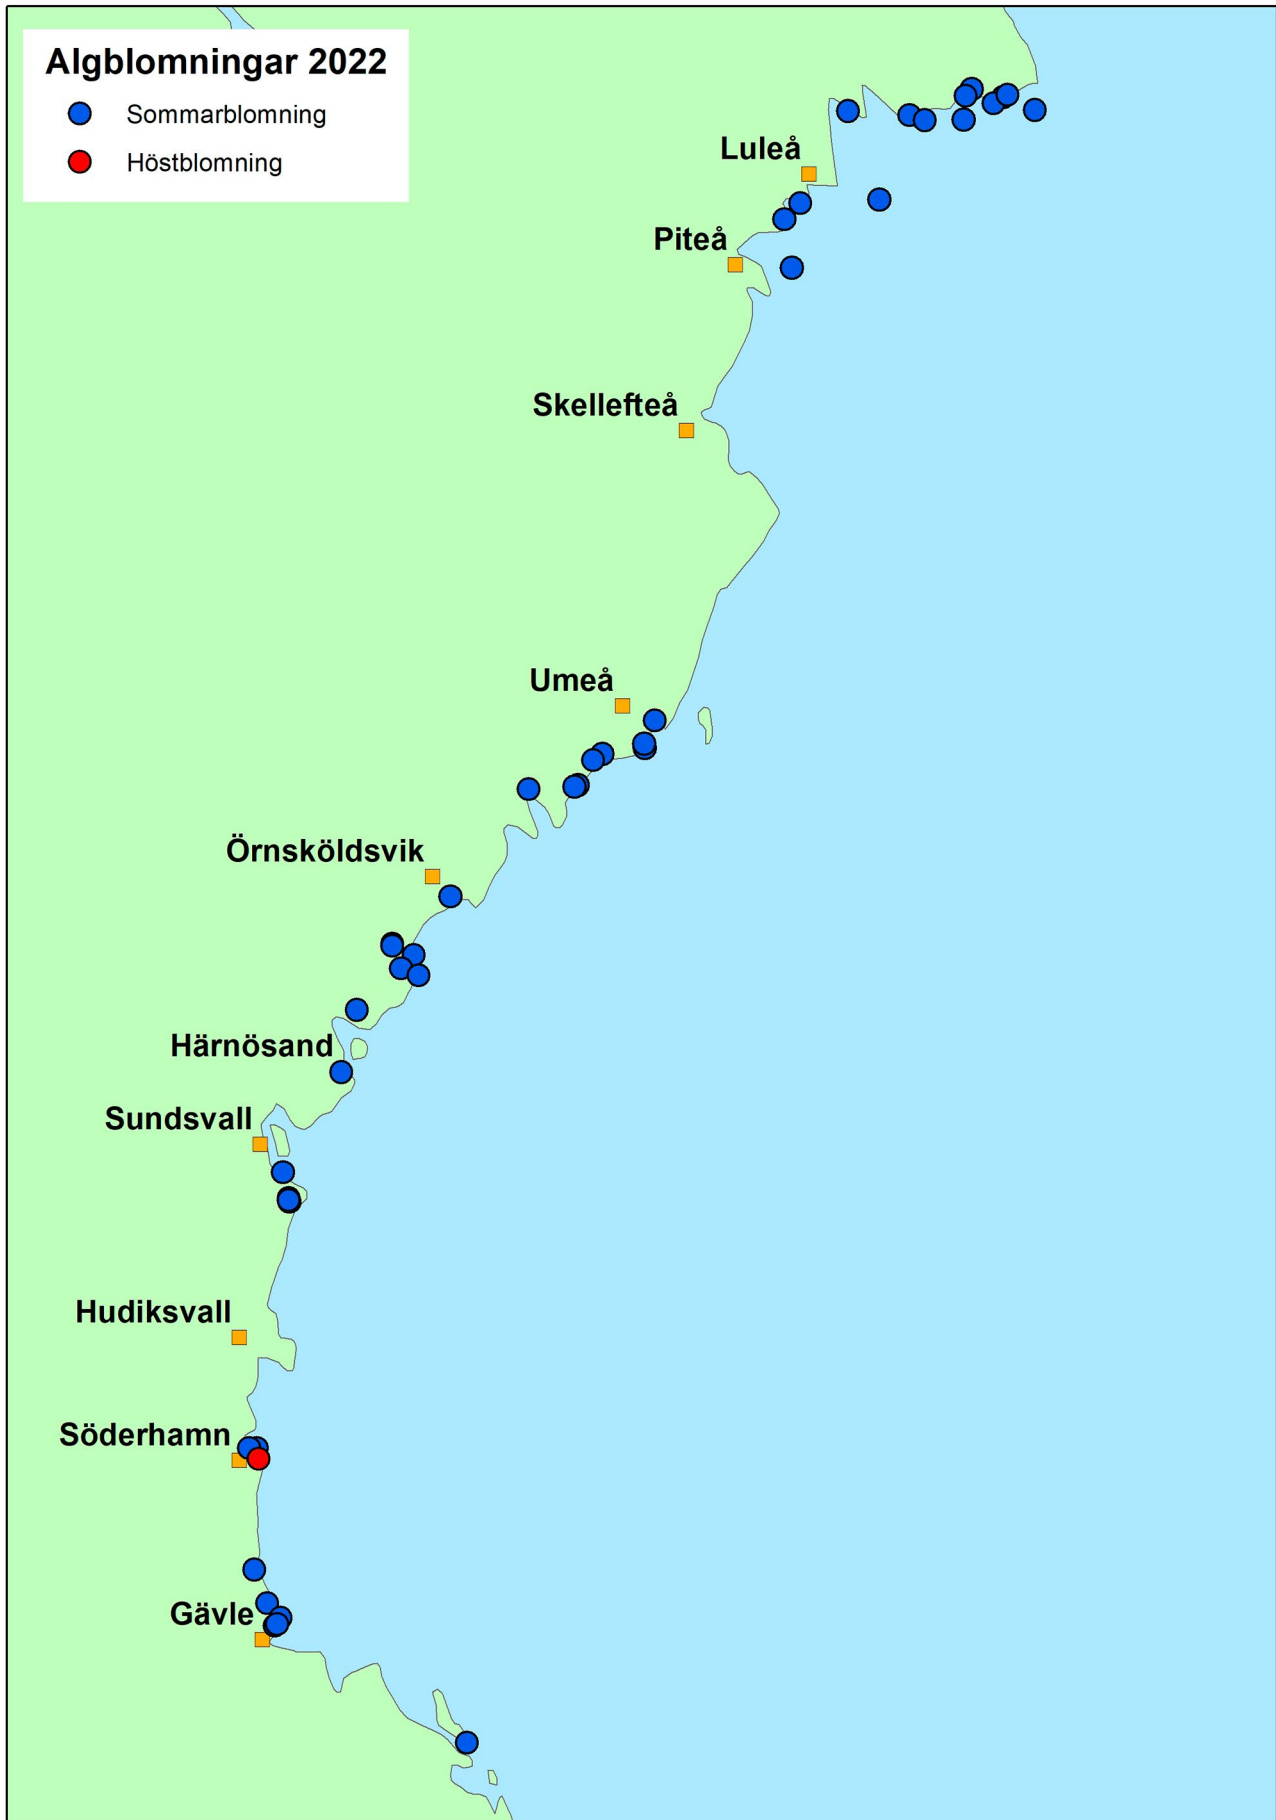 Algblomningar 2022
Sommarblomning
Höstblomning
Luleå
Piteå
Skellefteå
Umeå
Örnsköldsvik
Härnösand
Sundsvall
Hudiksvall
Söderhamn
Gävle